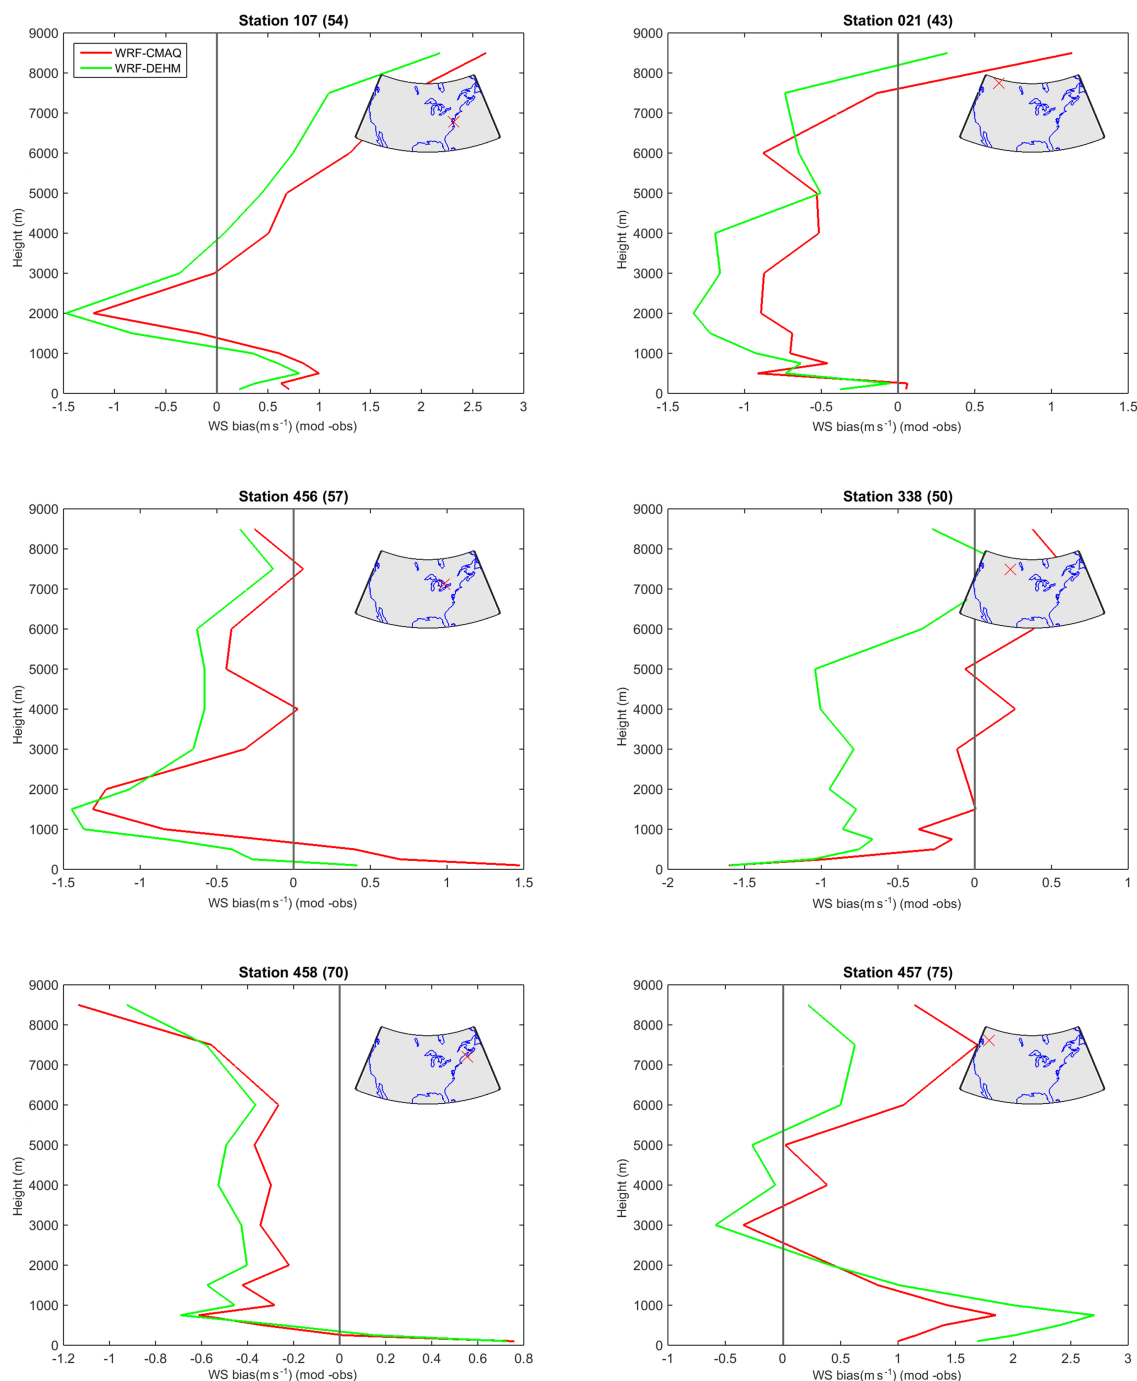 Station 107 (54)
9000
8000
7000
6000
5000
4000
3000
2000
1000
0
Height (m)
WRF-CMAQ
WRF-DEHM
-1.5 -1 -0.5 0 0.5 1 1.5 2 2.5 3
WS bias(m s-1) (mod -obs)
Station 021 (43)
9000
8000
7000
6000
5000
4000
3000
2000
1000
0
Height (m)
-1.5 -1 -0.5 0 0.5 1 1.5
WS bias(m s-1) (mod -obs)
Station 456 (57)
9000
8000
7000
6000
5000
4000
3000
2000
1000
0
Height (m)
-1.5 -1 -0.5 0 0.5 1 1.5
WS bias(m s-1) (mod -obs)
Station 338 (50)
9000
8000
7000
6000
5000
4000
3000
2000
1000
0
Height (m)
-2 -1.5 -1 -0.5 0 0.5 1
WS bias(m s-1) (mod -obs)
Station 458 (70)
9000
8000
7000
6000
5000
4000
3000
2000
1000
0
Height (m)
-1.2 -1 -0.8 -0.6 -0.4 -0.2 0 0.2 0.4 0.6 0.8
WS bias(m s-1) (mod -obs)
Station 457 (75)
9000
8000
7000
6000
5000
4000
3000
2000
1000
0
Height (m)
-1 -0.5 0 0.5 1 1.5 2 2.5 3
WS bias(m s-1) (mod -obs)